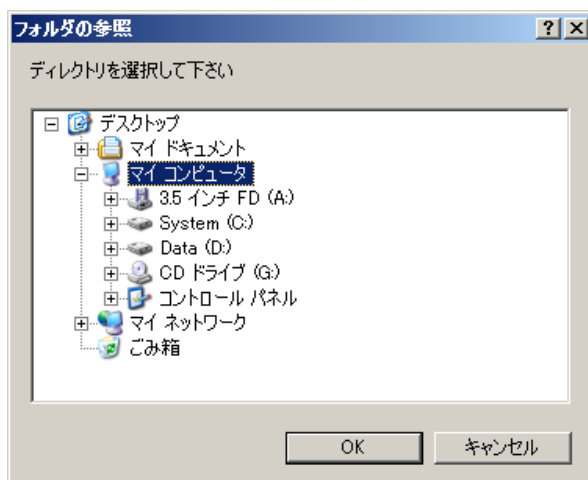 フォルダの参照
ディレクトリを選択して下さい
デスクトップ
マイ ドキュメント
マイ コンピュータ
3.5 インチ FD (A:)
System (C:)
Data (D:)
CD ドライブ (G:)
コントロール パネル
マイ ネットワーク
ごみ箱
OK
キャンセル